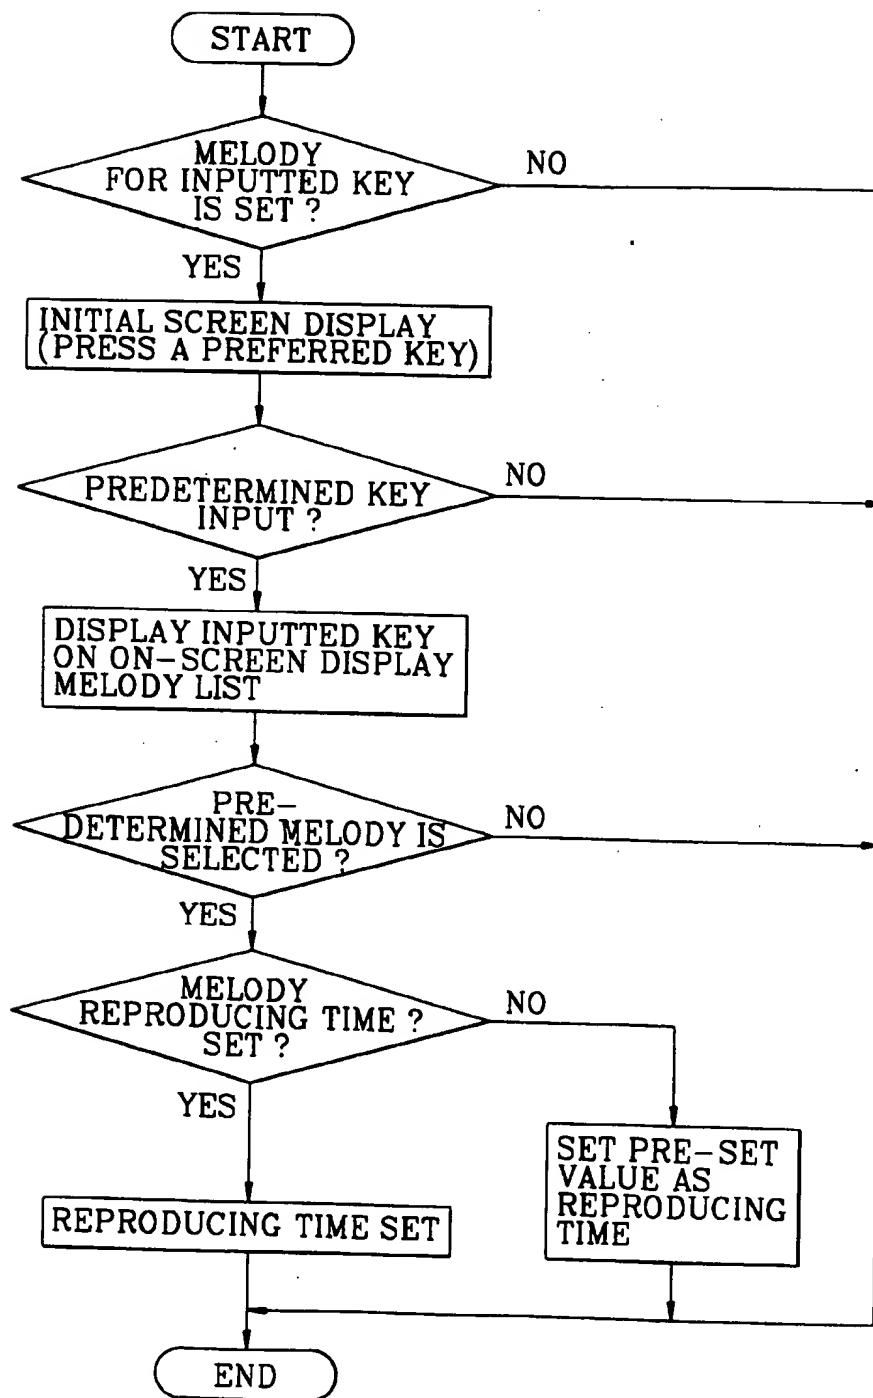 START
MELODY
FOR INPUTTED KEY
IS SET ?
NO
YES
INITIAL SCREEN DISPLAY
(PRESS A PREFERRED KEY)
PREDETERMINED KEY
INPUT ?
NO
YES
DISPLAY INPUTTED KEY
ON ON-SCREEN DISPLAY
MELODY LIST
PRE-
DETERMINED MELODY IS
SELECTED ?
NO
YES
MELODY
REPRODUCING TIME ?
SET ?
NO
YES
SET PRE-SET
VALUE AS
REPRODUCING
TIME
REPRODUCING TIME SET
END